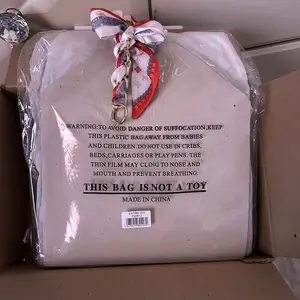 WARNING:TO AVOID DANGER OF SUFFOCATION,KEEP
THIS PLASTIC BAG AWAY FROM BABIES
AND CHILDREN.DO NOT USE IN CRIBS,
BEDS,CARRIAGES OR PLAY PENS. THE
THIN FILM MAY CLING TO NOSE AND
MOUTH AND PREVENT BREATHING.
THIS BAG IS NOT A TOY
MADE IN CHINA